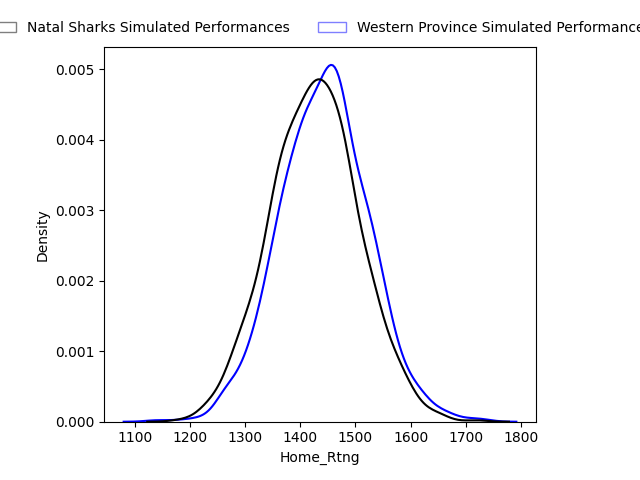 Natal Sharks Simulated Performances Western Province Simulated Performance
0.005
0.004
0.003
0.002
0.001
0.000
Density
1100 1200 1300 1400 1500 1600 1700 1800
Home_Rtng